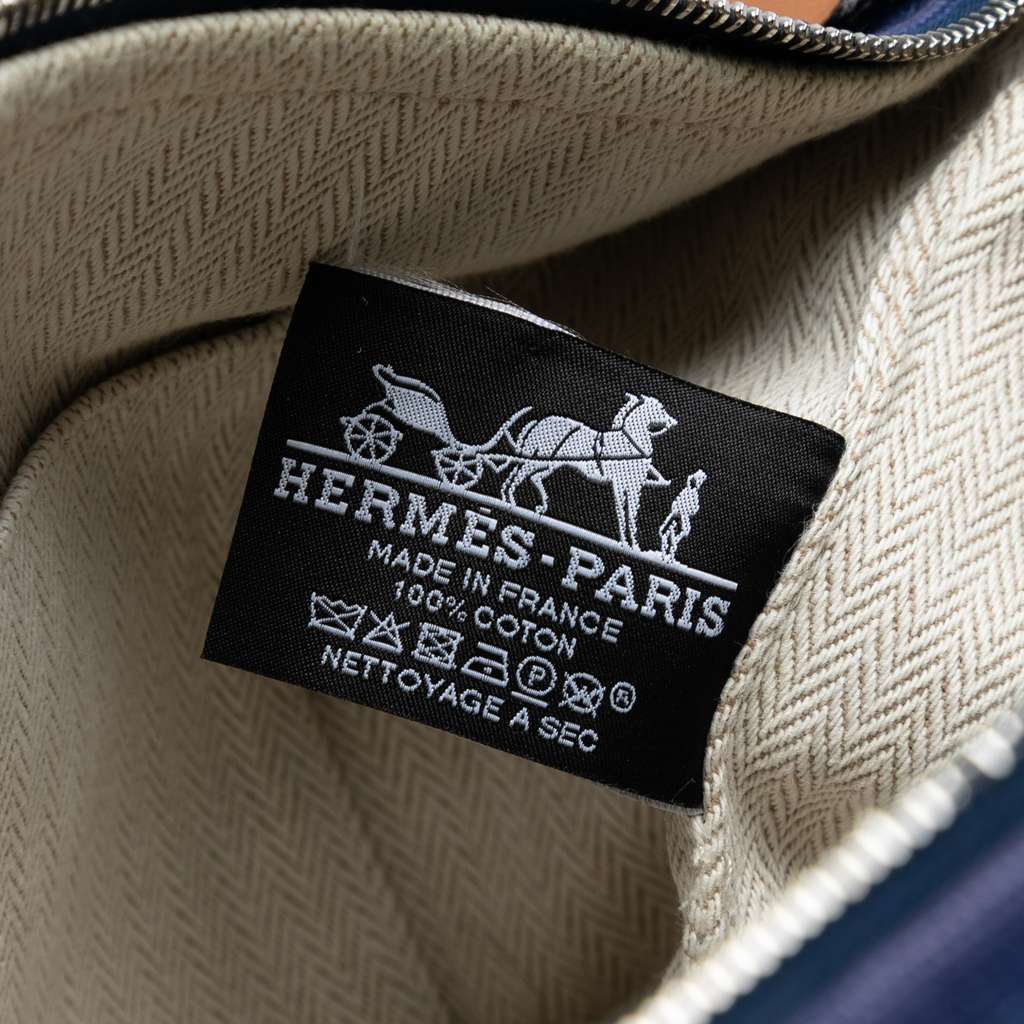 HERMÈS-PARIS
MADE IN FRANCE
100% COTON
P ®
NETTOYAGE A SEC